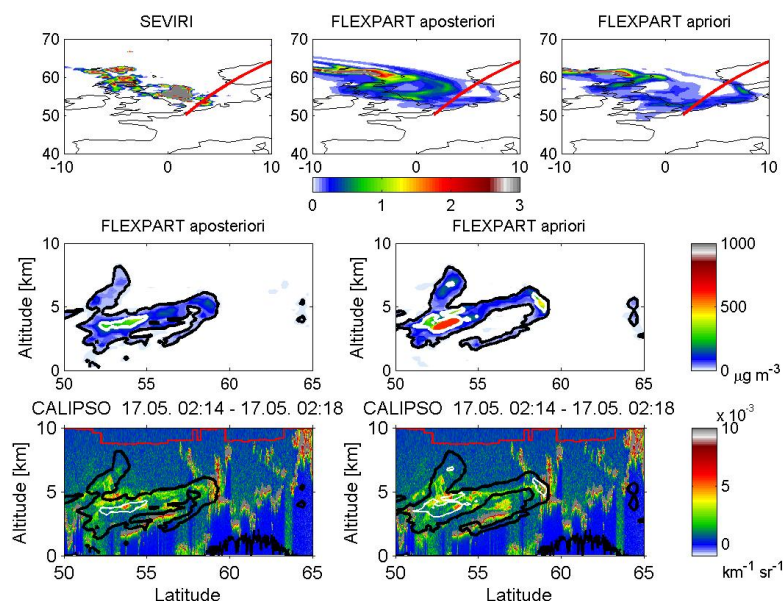 SEVIRI FLEXPART aposteriori FLEXPART apriori
70 70 70
60 60 60
50 50 50
40 40 40
-10 0 10 -10 0 10 -10 0 10
0 1 2 3
FLEXPART aposteriori FLEXPART apriori
10 10 1000
Altitude [km] Altitude [km]
5 5 500
0 0 0
μg m-3
50 55 60 65 50 55 60 65
CALIPSO 17.05. 02:14 - 17.05. 02:18 CALIPSO 17.05. 02:14 - 17.05. 02:18
x 10-3
10 10 10
Altitude [km] Altitude [km]
5 5 5
0 0 0
km-1 sr-1
50 55 60 65 50 55 60 65
Latitude Latitude